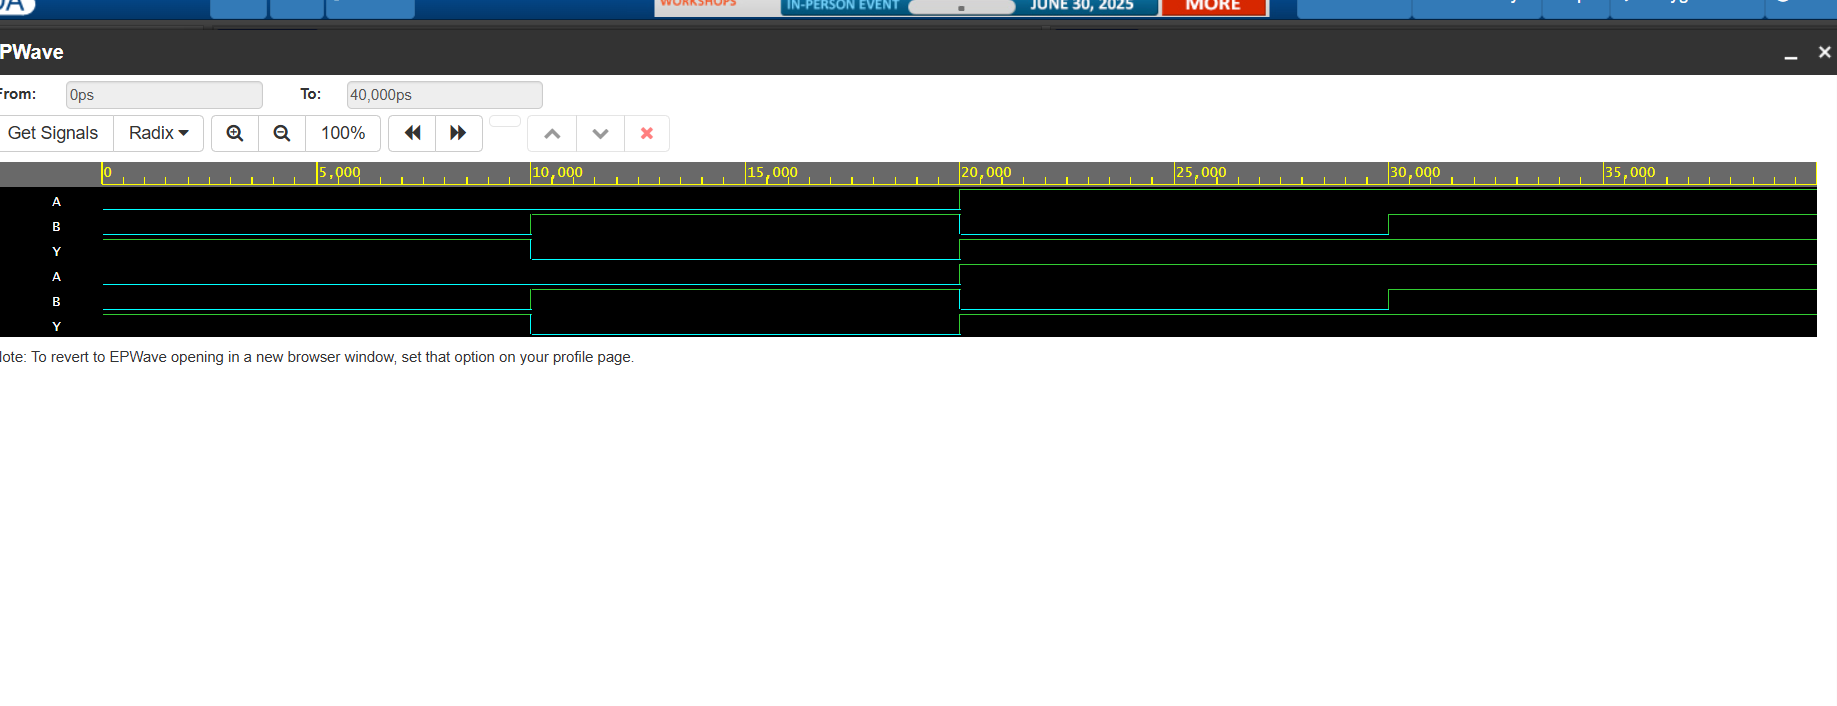 WORKSHOPS IN-PERSON EVENT JUNE 30, 2025 MORE
PWave
From: 0ps To: 40,000ps
Get Signals Radix 100%
0 5,000 10,000 15,000 20,000 25,000 30,000 35,000
A
B
Y
A
B
Y
lote: To revert to EPWave opening in a new browser window, set that option on your profile page.